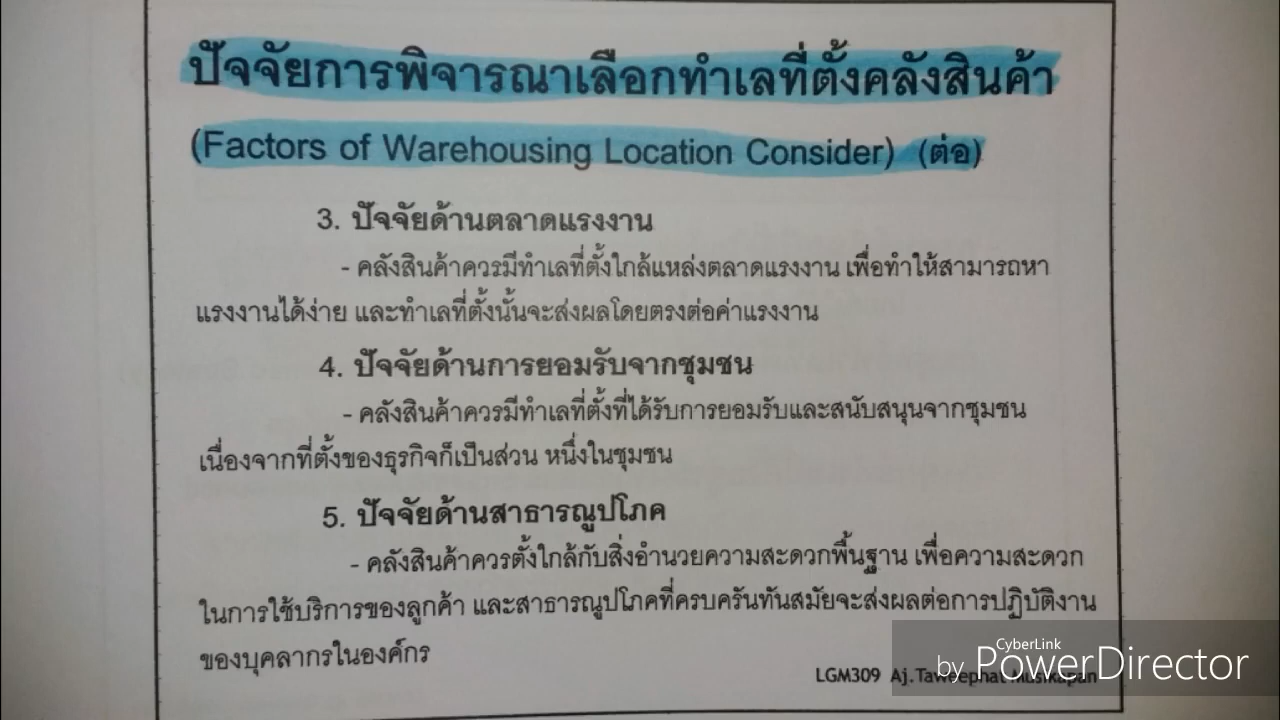 ปัจจัยการพิจารณาเลือกทำเลที่ตั้งคลังสินค้า
(Factors of Warehousing Location Consider) (ต่อ)
3. ปัจจัยด้านตลาดแรงงาน
- คลังสินค้าควรมีทำเลที่ตั้งใกล้แหล่งตลาดแรงงาน เพื่อทำให้สามารถหา
แรงงานได้ง่าย และทำเลที่ตั้งนั้นจะส่งผลโดยตรงต่อค่าแรงงาน
4. ปัจจัยด้านการยอมรับจากชุมชน
- คลังสินค้าควรมีทำเลที่ตั้งที่ได้รับการยอมรับและสนับสนุนจากชุมชน
เนื่องจากที่ตั้งของธุรกิจก็เป็นส่วน หนึ่งในชุมชน
5. ปัจจัยด้านสาธารณูปโภค
- คลังสินค้าควรตั้งใกล้กับสิ่งอำนวยความสะดวกพื้นฐาน เพื่อความสะดวก
ในการใช้บริการของลูกค้า และสาธารณูปโภคที่ครบครันทันสมัยจะส่งผลต่อการปฏิบัติงาน
ของบุคลากรในองค์กร
LGM309 Aj.Taweephat Musikapan
CyberLink
by PowerDirector